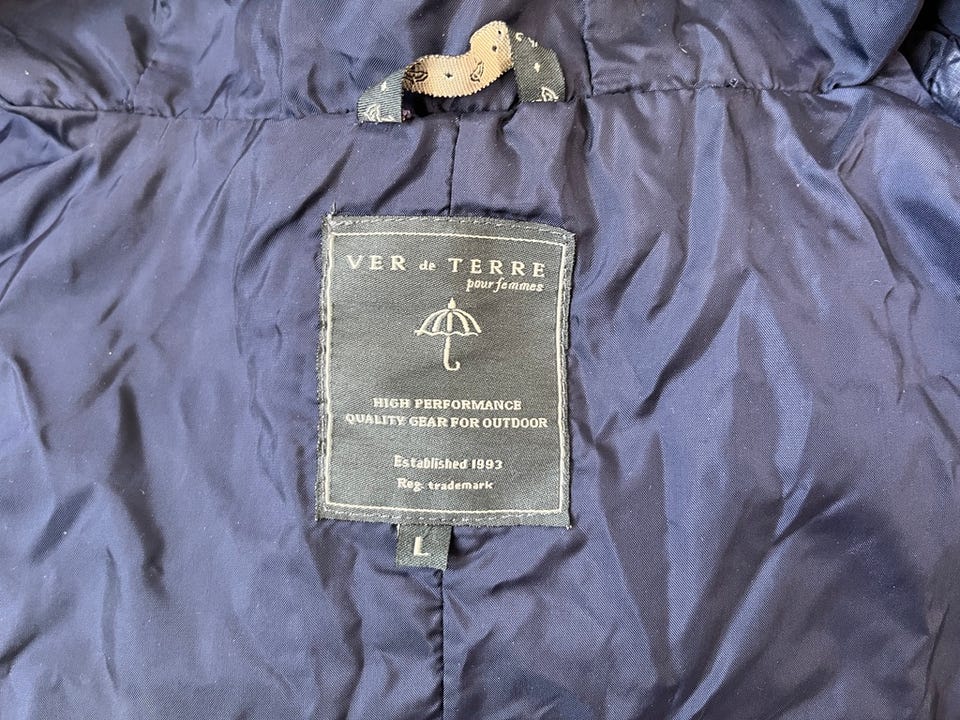 VER de TERRE
pour femmes
HIGH PERFORMANCE
QUALITY GEAR FOR OUTDOOR
Established 1993
Reg. trademark
L